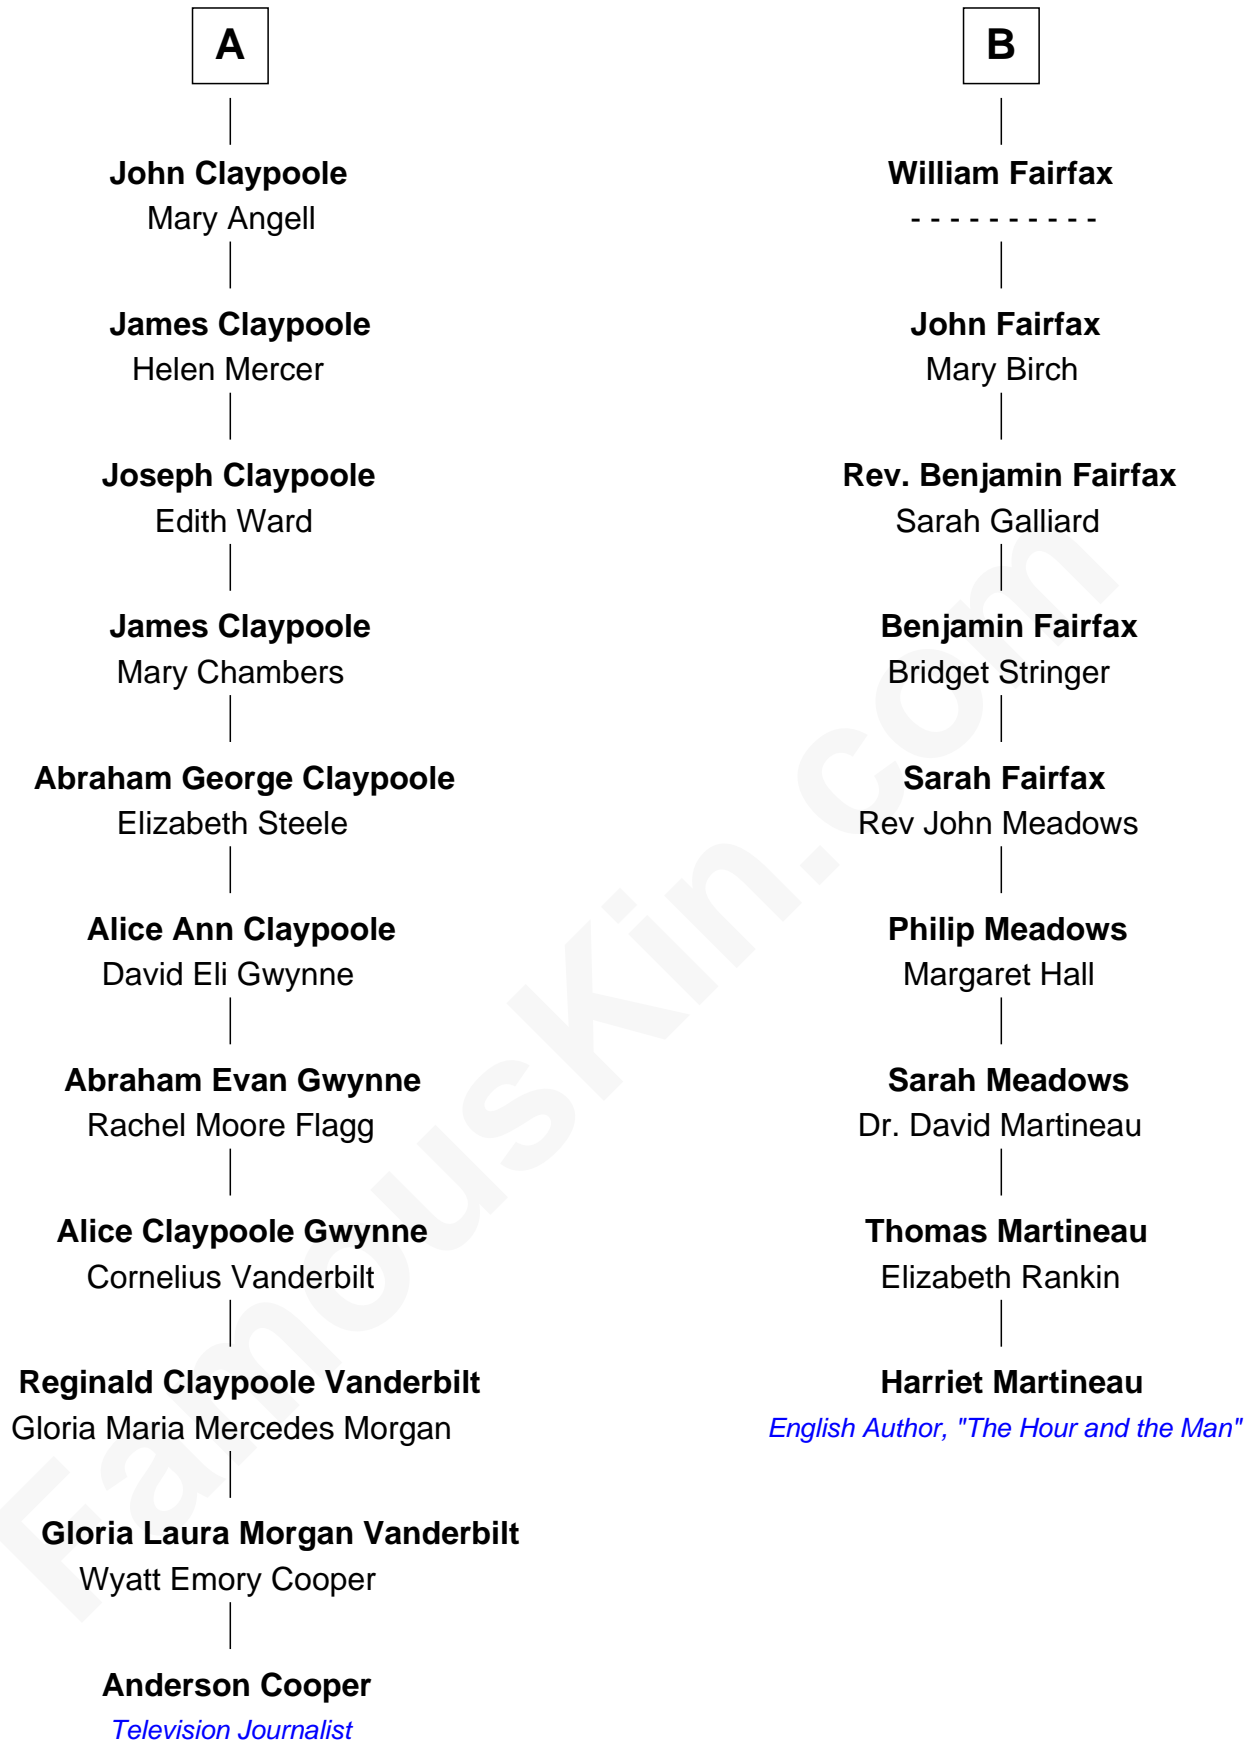 A
John Claypoole
Mary Angell
James Claypoole
Helen Mercer
Joseph Claypoole
Edith Ward
James Claypoole
Mary Chambers
Abraham George Claypoole
Elizabeth Steele
Alice Ann Claypoole
David Eli Gwynne
Abraham Evan Gwynne
Rachel Moore Flagg
Alice Claypoole Gwynne
Cornelius Vanderbilt
Reginald Claypoole Vanderbilt
Gloria Maria Mercedes Morgan
Gloria Laura Morgan Vanderbilt
Wyatt Emory Cooper
Anderson Cooper
Television Journalist
B
William Fairfax
- - - - - - - - - -
John Fairfax
Mary Birch
Rev. Benjamin Fairfax
Sarah Galliard
Benjamin Fairfax
Bridget Stringer
Sarah Fairfax
Rev John Meadows
Philip Meadows
Margaret Hall
Sarah Meadows
Dr. David Martineau
Thomas Martineau
Elizabeth Rankin
Harriet Martineau
English Author, "The Hour and the Man"
FamousKin.com